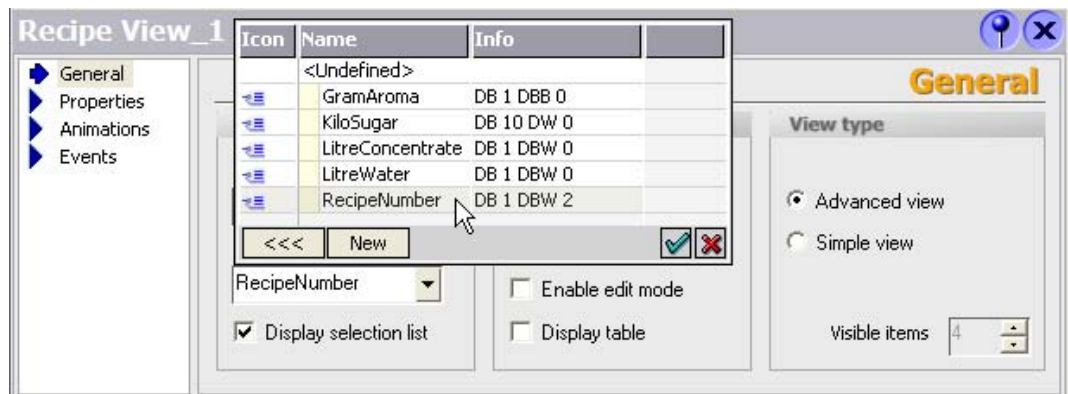 Recipe View_1
General
Properties
Animations
Events
Icon Name Info
<Undefined>
GramAroma DB 1 DBB 0
KiloSugar DB 10 DW 0
LitreConcentrate DB 1 DBW 0
LitreWater DB 1 DBW 0
RecipeNumber DB 1 DBW 2
<<< New
RecipeNumber
Display selection list
Enable edit mode
Display table
General
View type
Advanced view
Simple view
Visible items 4